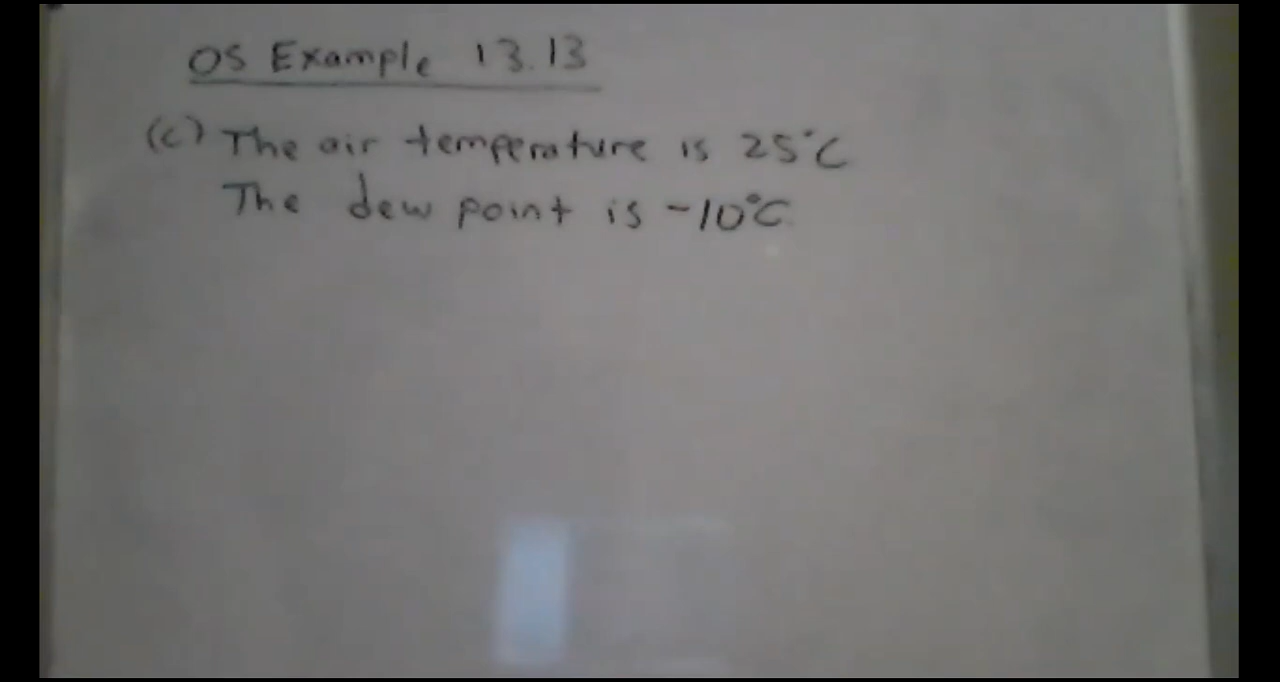 OS Example 13.13
(c) The air temperature is 25°C
The dew point is -10°C